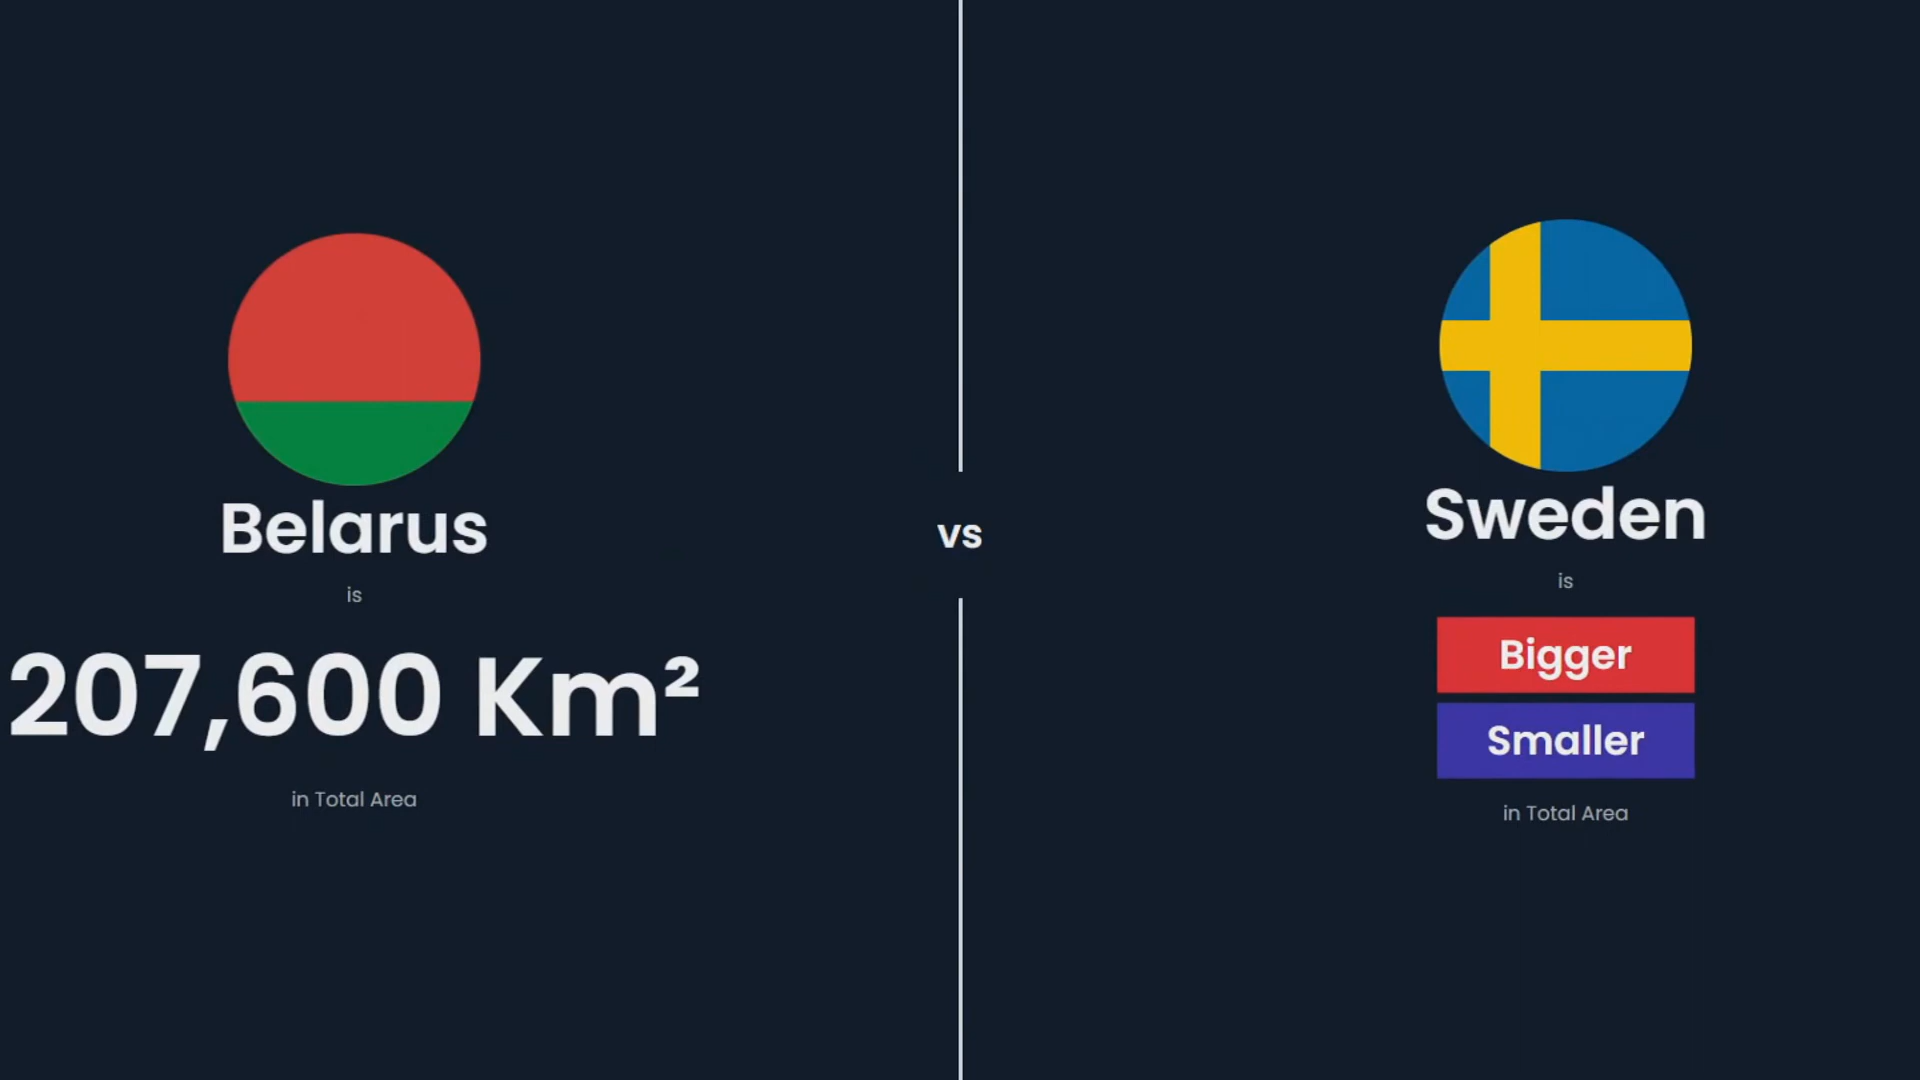 Belarus
is
207,600 Km²
in Total Area
vs
Sweden
is
Bigger
Smaller
in Total Area